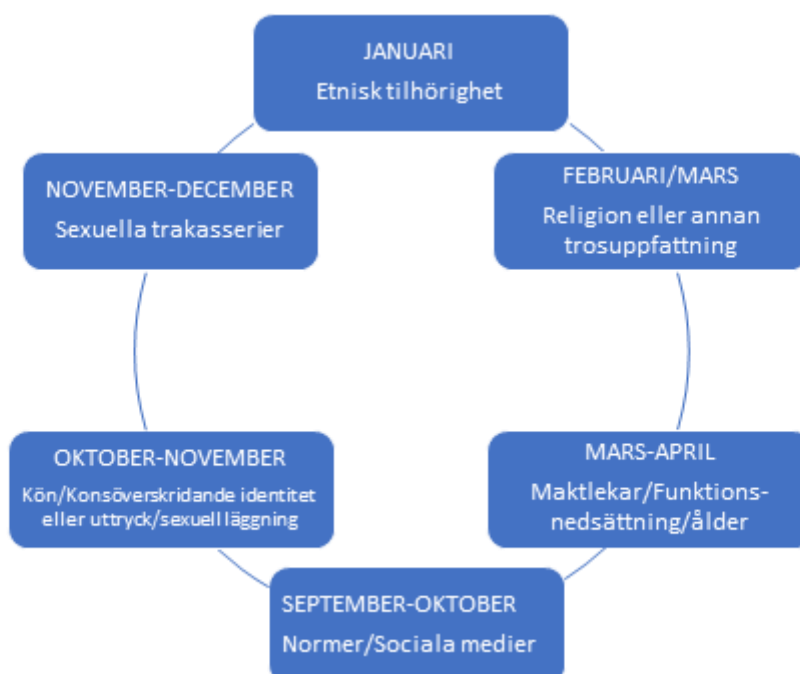 JANUARI
Etnisk tilhörighet
FEBRUARI/MARS
Religion eller annan
trosuppfattning
MARS-APRIL
Maktlekar/Funktions-
nedsättning/ålder
SEPTEMBER-OKTOBER
Normer/Sociala medier
OKTOBER-NOVEMBER
Kön/Konsöverskridande identitet
eller uttryck/sexuell läggning
NOVEMBER-DECEMBER
Sexuella trakasserier